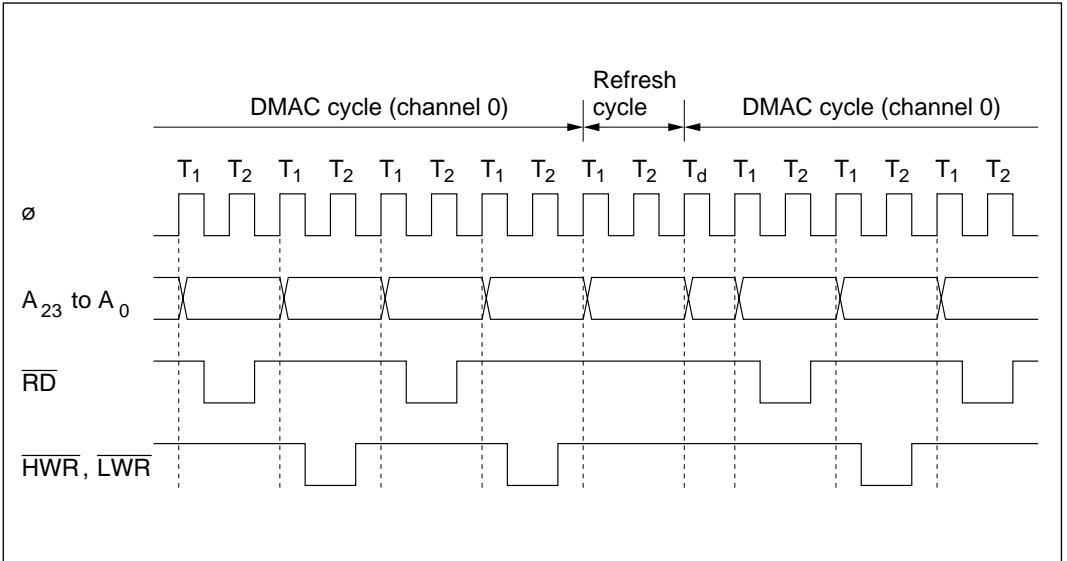 Refresh
DMAC cycle (channel 0) cycle DMAC cycle (channel 0)
T1 T2 T1 T2 T1 T2 T1 T2 T1 T2 Td T1 T2 T1 T2 T1 T2
ø
A23 to A0
RD
HWR, LWR